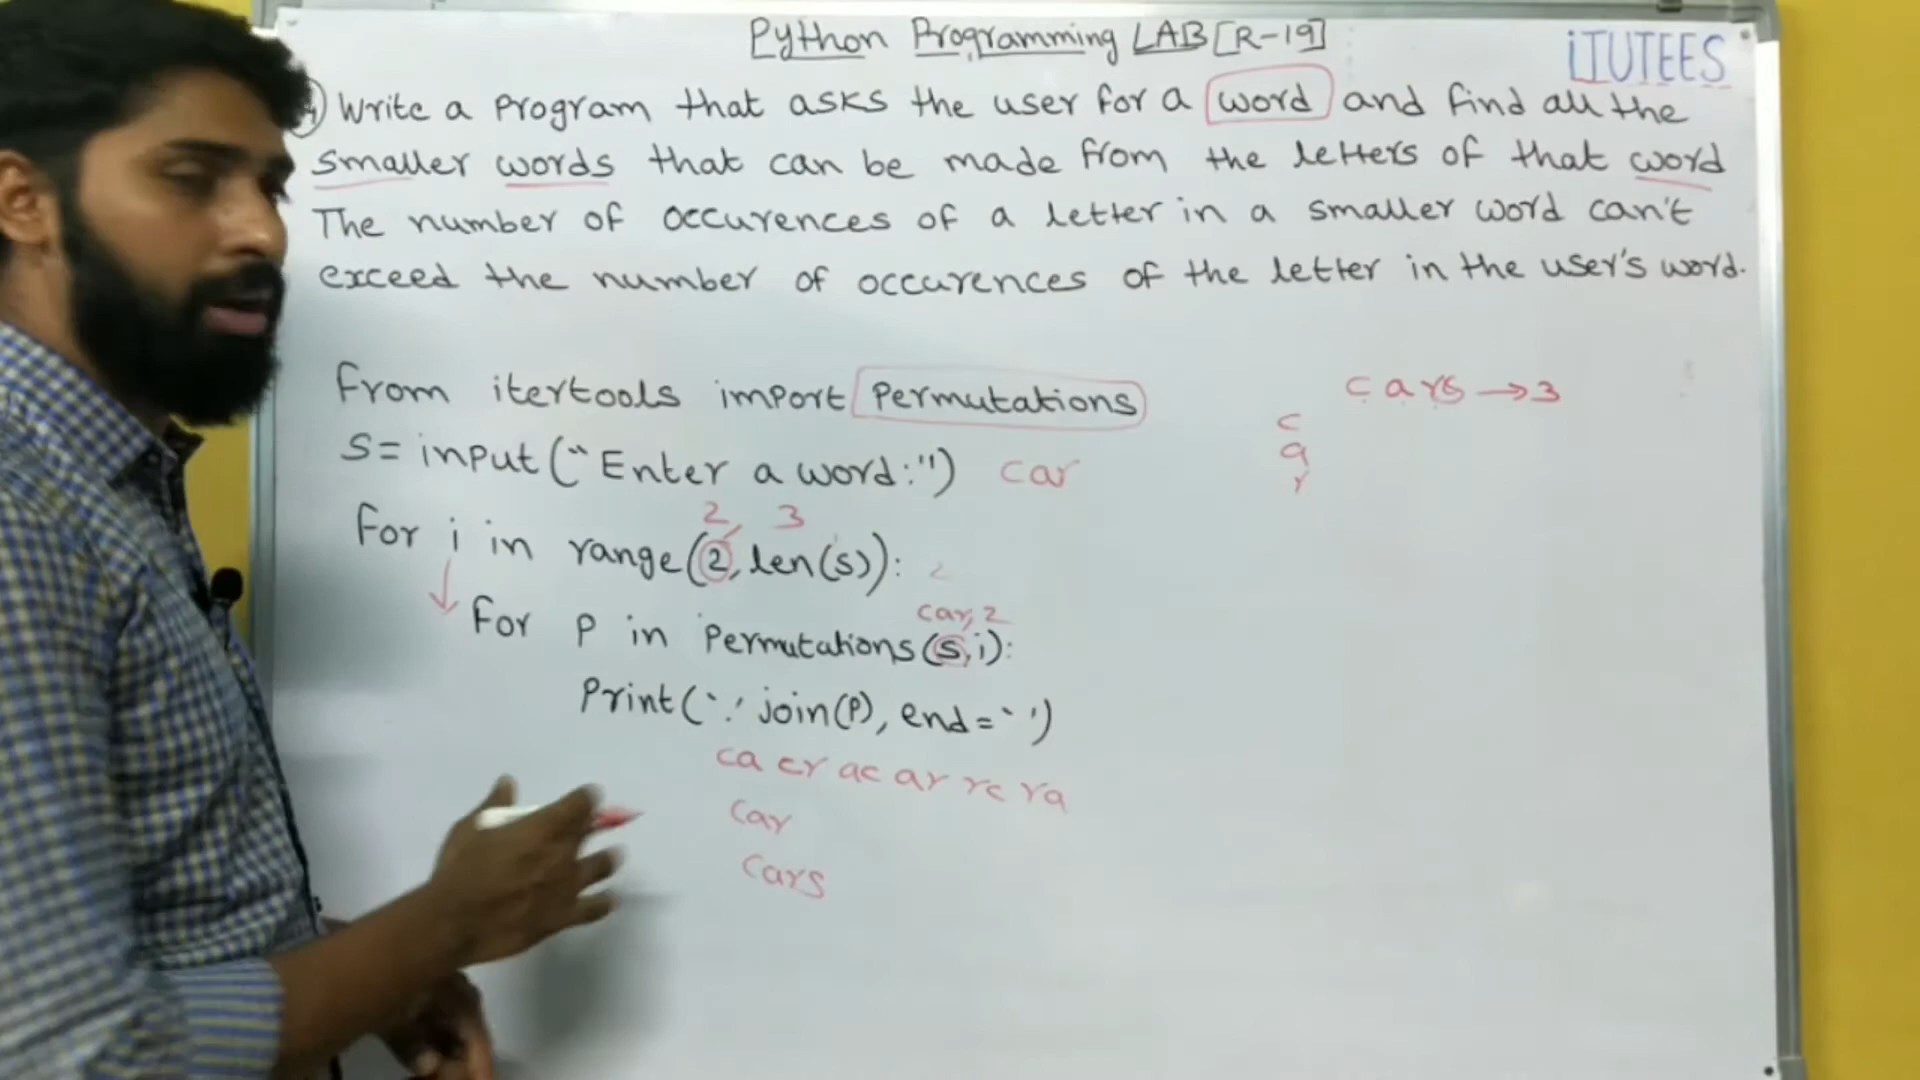 Python Programming LAB [R-19]
iTUTEES
4) Write a program that asks the user for a word and find all the
smaller words that can be made from the letters of that word
The number of occurences of a letter in a smaller word can't
exceed the number of occurences of the letter in the user's word.
From itertools import Permutations
cars → 3
c
a
r
S = input("Enter a word:") car
2, 3
For i in range(2, len(s)): 2
car, 2
For P in Permutations(s, i):
Print(''.join(P), end=' ')
ca cr ac ar rc ra
car
cars